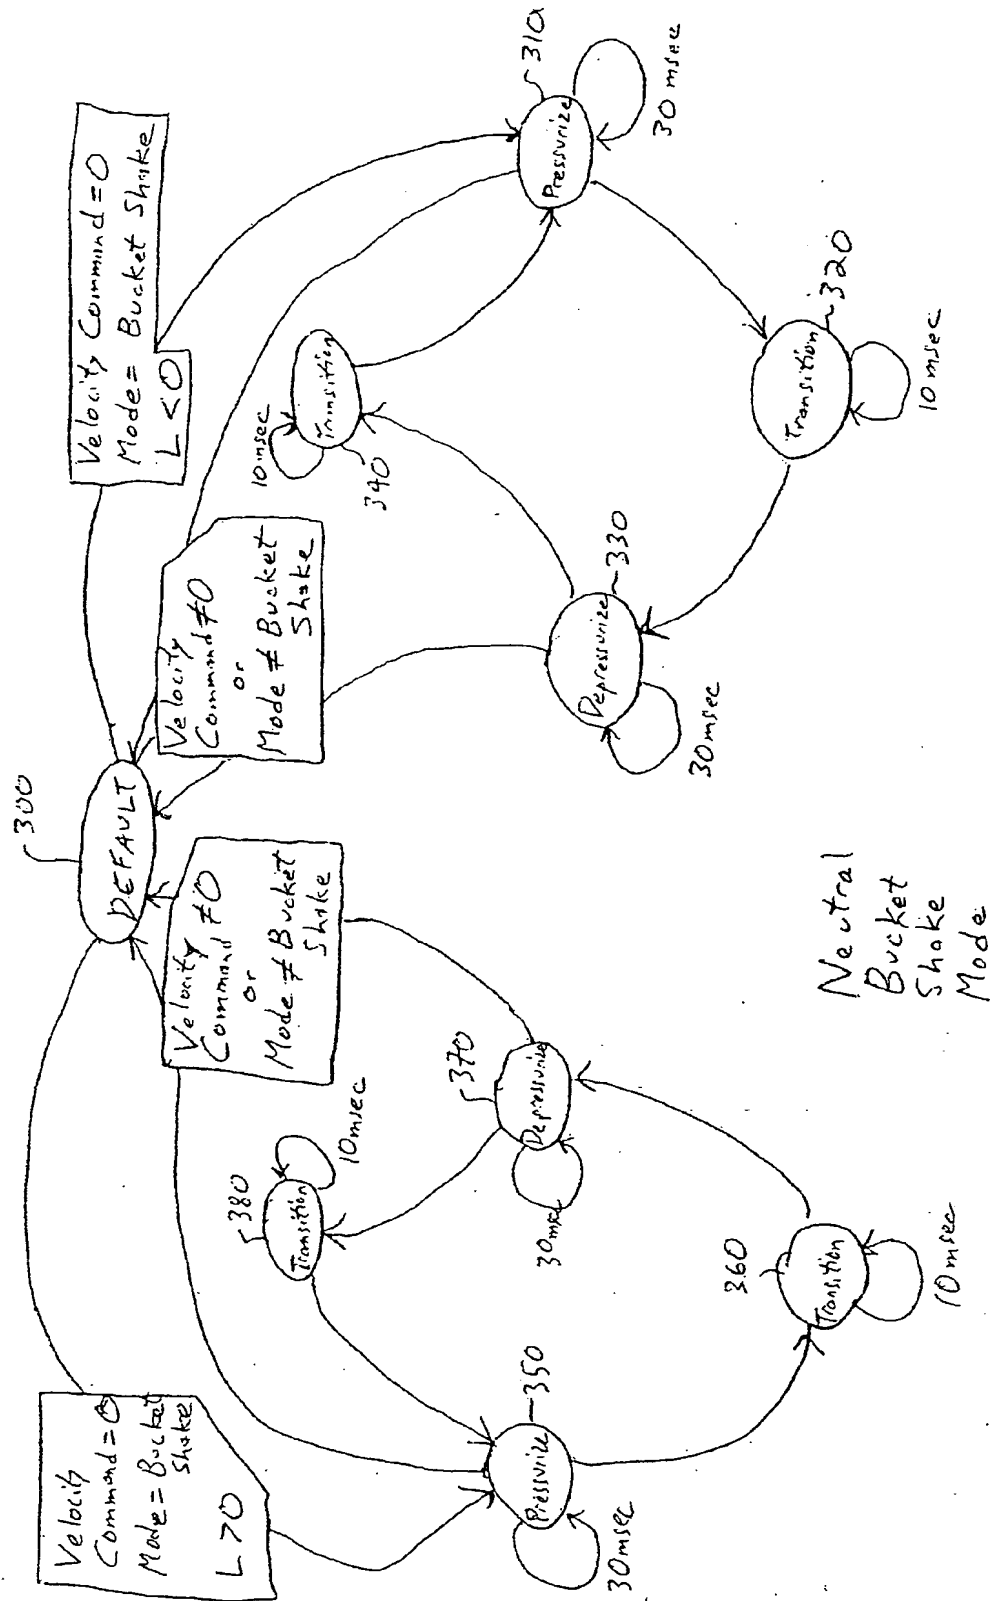 300
DEFAULT
Velocity
Command = 0
Mode = Bucket
Shake
L > 0
Velocity
Command ≠ 0
or
Mode ≠ Bucket
Shake
Velocity
Command ≠ 0
or
Mode ≠ Bucket
Shake
Velocity Command = 0
Mode = Bucket Shake
L < 0
380
Transition
10 msec
370
Depressurize
30 msec
350
Pressurize
30 msec
360
Transition
10 msec
340
Transition
10 msec
310a
Pressurize
30 msec
330
Depressurize
30 msec
320
Transition
10 msec
Neutral
Bucket
Shake
Mode